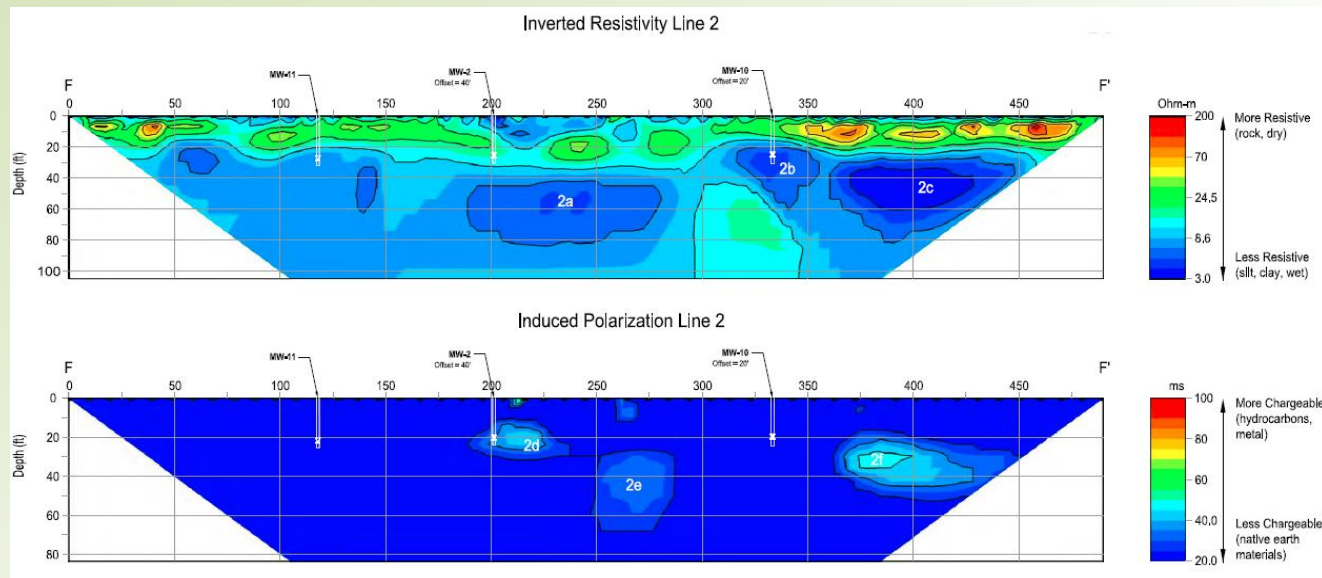 Inverted Resistivity Line 2
F
F'
MW-11
MW-2
Offset = 40'
MW-10
Offset = 20'
0 50 100 150 200 250 300 350 400 450
Depth (ft)
0
20
40
60
80
100
2a
2b
2c
Ohm-m
200
70
24.5
8.6
3.0
More Resistive
(rock, dry)
Less Resistive
(silt, clay, wet)
Induced Polarization Line 2
F
F'
MW-11
MW-2
Offset = 40'
MW-10
Offset = 20'
0 50 100 150 200 250 300 350 400 450
Depth (ft)
0
20
40
60
80
2d
2e
2f
ms
100
80
60
40.0
20.0
More Chargeable
(hydrocarbons,
metal)
Less Chargeable
(native earth
materials)